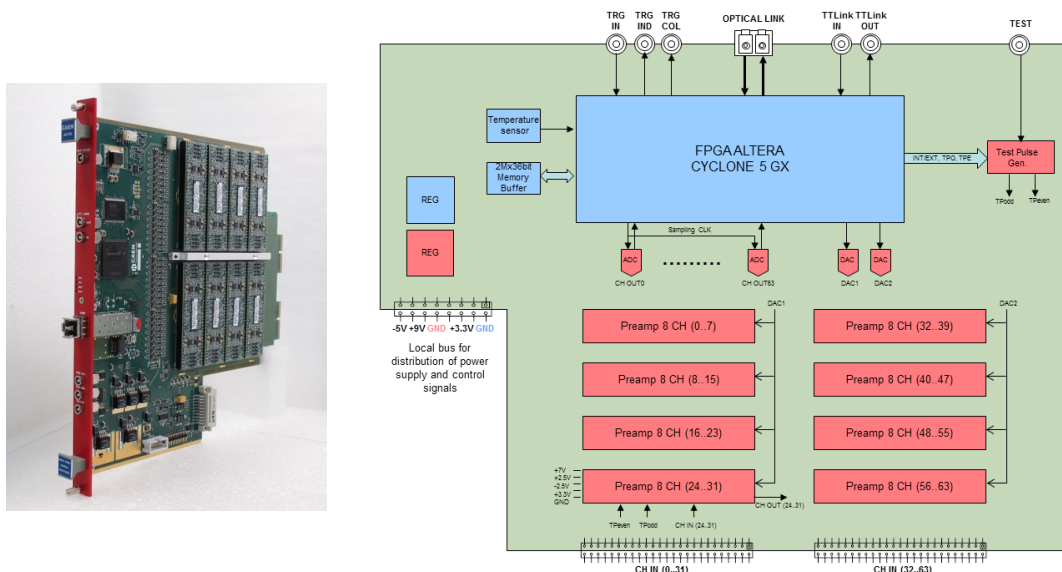 TRG IN
TRG IND
TRG COL
OPTICAL LINK
TTLink IN
TTLink OUT
TEST
CAEN
Temperature sensor
FPGA ALTERA
CYCLONE 5 GX
2Mx36bit
Memory
Buffer
INT/EXT, TPO, TPE
Test Pulse
Gen.
TPodd
TPeven
REG
REG
Sampling CLK
ADC
ADC
DAC
DAC
CH OUT0
CH OUT63
DAC1
DAC2
-5V +9V GND +3.3V GND
Local bus for
distribution of power
supply and control
signals
DAC1
DAC2
Preamp 8 CH (0..7)
Preamp 8 CH (32..39)
Preamp 8 CH (8..15)
Preamp 8 CH (40..47)
Preamp 8 CH (16..23)
Preamp 8 CH (48..55)
+7V
+2.5V
-2.5V
+3.3V
GND
Preamp 8 CH (24..31)
Preamp 8 CH (56..63)
CH OUT (24..31)
TPeven
TPodd
CH IN (24..31)
CH IN (0..31)
CH IN (32..63)